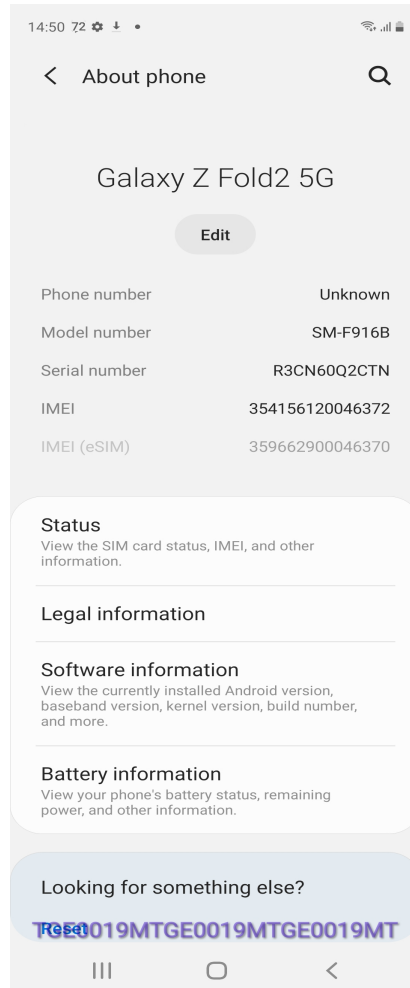 14:50 72
About phone
Galaxy Z Fold2 5G
Edit
Phone number Unknown
Model number SM-F916B
Serial number R3CN60Q2CTN
IMEI 354156120046372
IMEI (eSIM) 359662900046370
Status
View the SIM card status, IMEI, and other
information.
Legal information
Software information
View the currently installed Android version,
baseband version, kernel version, build number,
and more.
Battery information
View your phone's battery status, remaining
power, and other information.
Looking for something else?
Reset
TGE0019MTGE0019MTGE0019MT